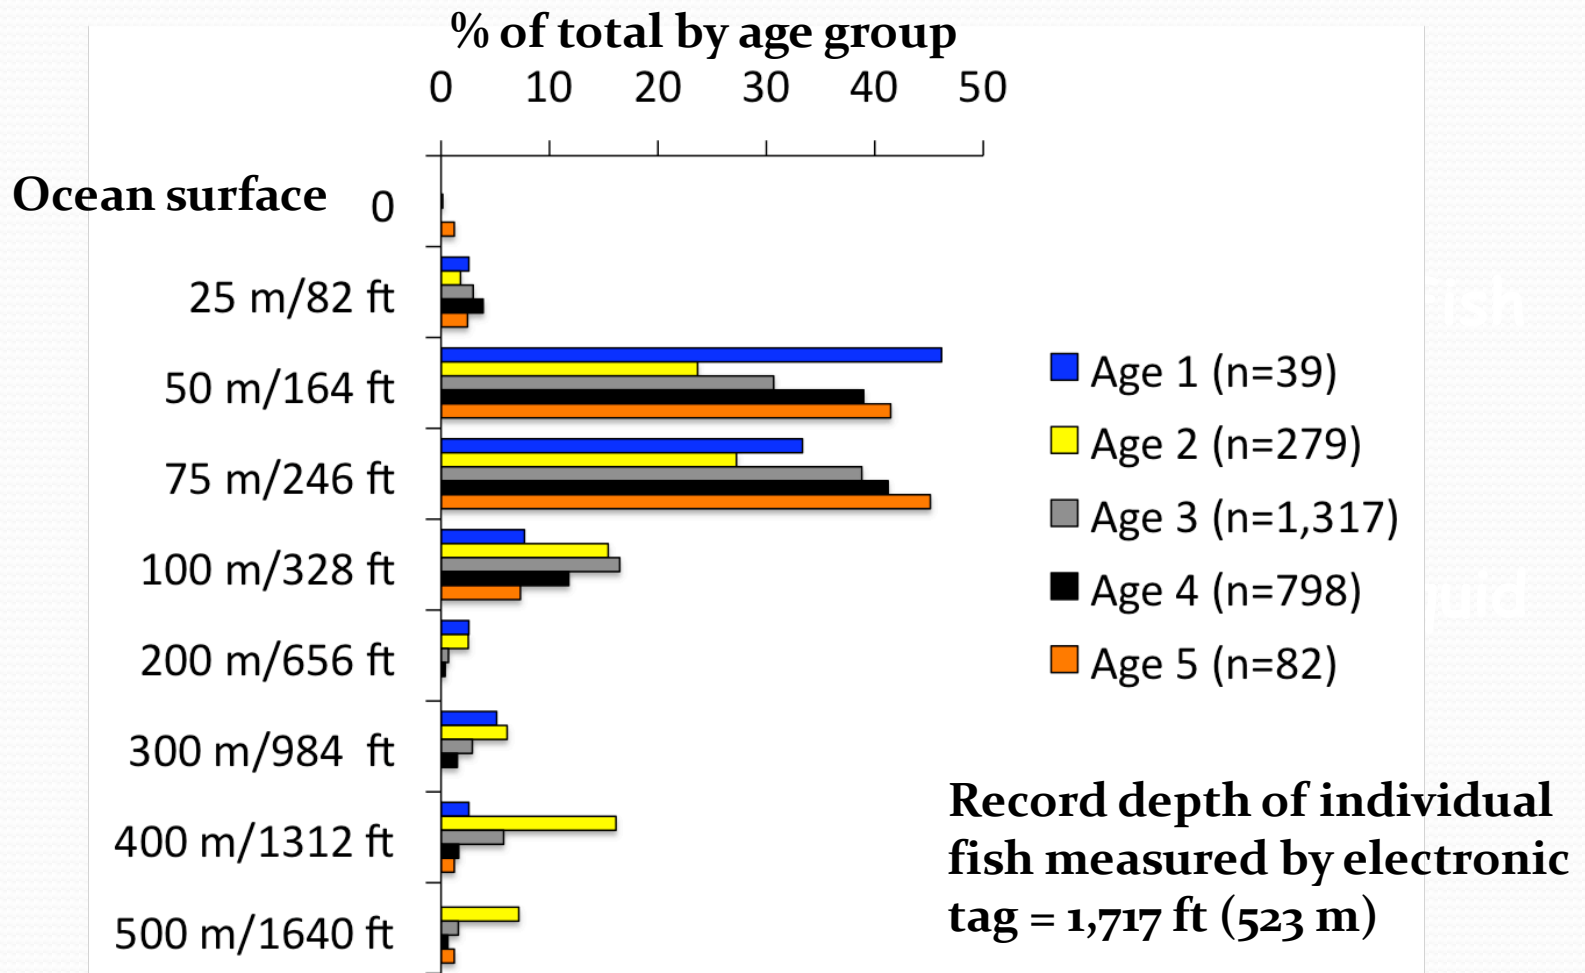 % of total by age group
0 10 20 30 40 50
Ocean surface 0
25 m/82 ft
50 m/164 ft
75 m/246 ft
100 m/328 ft
200 m/656 ft
300 m/984 ft
400 m/1312 ft
500 m/1640 ft
ish
Age 1 (n=39)
Age 2 (n=279)
Age 3 (n=1,317)
Age 4 (n=798)
uid
Age 5 (n=82)
Record depth of individual
fish measured by electronic
tag = 1,717 ft (523 m)